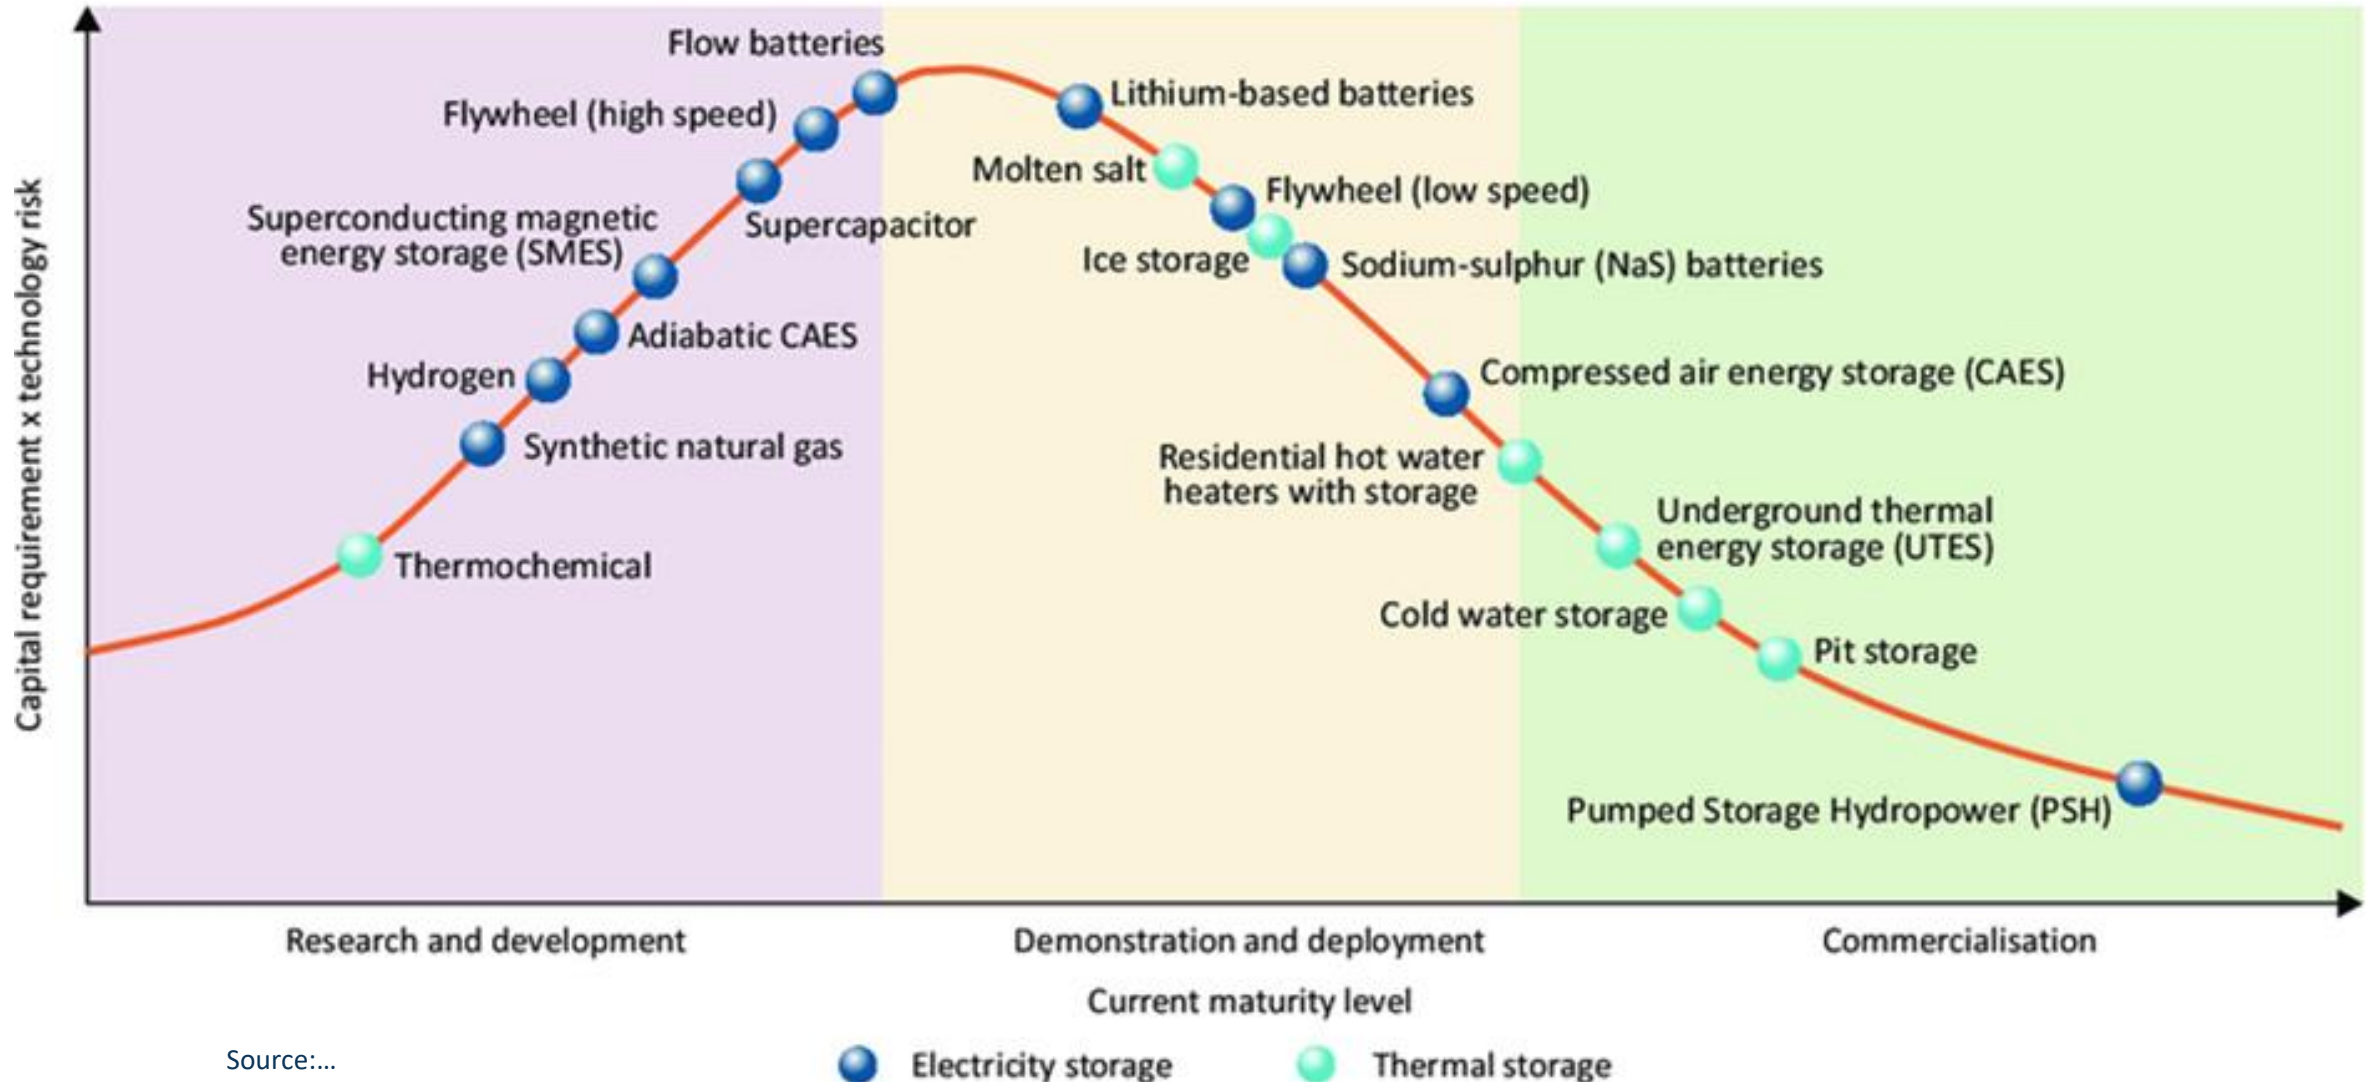 Flow batteries
Lithium-based batteries
Flywheel (high speed)
Molten salt
Flywheel (low speed)
Superconducting magnetic
energy storage (SMES)
Supercapacitor
Ice storage
Sodium-sulphur (NaS) batteries
Adiabatic CAES
Hydrogen
Compressed air energy storage (CAES)
Synthetic natural gas
Residential hot water
heaters with storage
Underground thermal
energy storage (UTES)
Thermochemical
Cold water storage
Pit storage
Pumped Storage Hydropower (PSH)
Capital requirement x technology risk
Research and development
Demonstration and deployment
Commercialisation
Current maturity level
Source:...
Electricity storage
Thermal storage